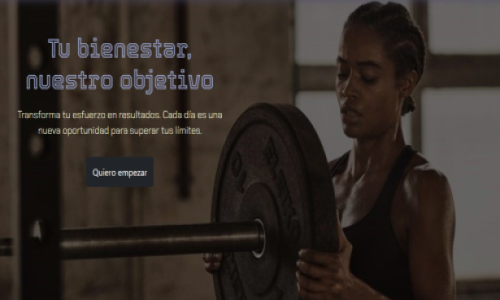 Tu bienestar,
nuestro objetivo
Transforma tu esfuerzo en resultados. Cada día es una
nueva oportunidad para superar tus límites.
Quiero empezar